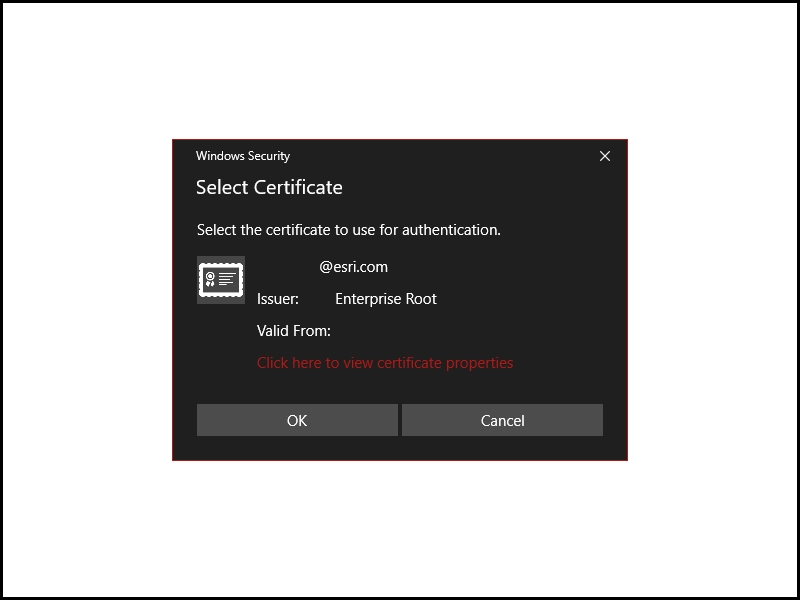 Windows Security
Select Certificate
Select the certificate to use for authentication.
@esri.com
Issuer: Enterprise Root
Valid From:
Click here to view certificate properties
OK Cancel